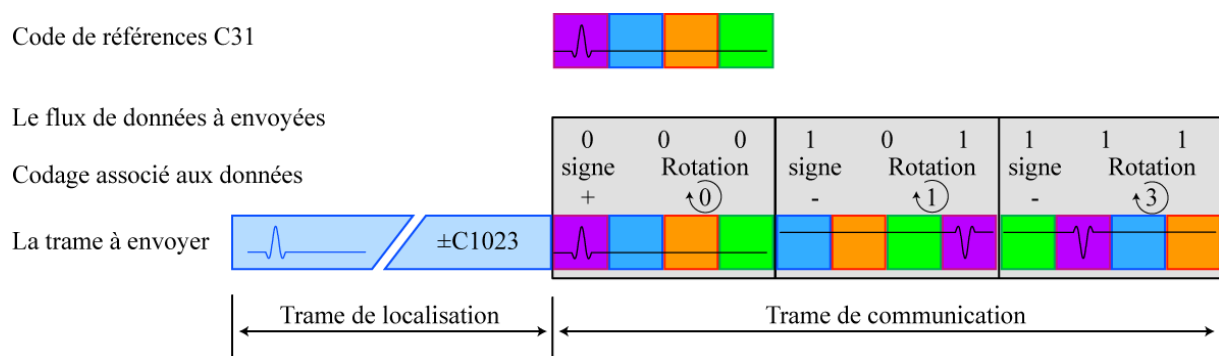 Code de références C31
Le flux de données à envoyées
0 0 0 1 0 1 1 1 1
signe Rotation signe Rotation signe Rotation
Codage associé aux données
+ 0 - 1 - 3
La trame à envoyer
±C1023
Trame de localisation
Trame de communication